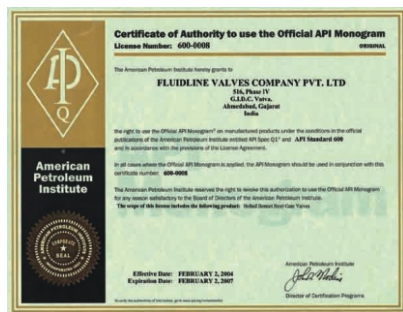 Certificate of Authority to use the Official API Monogram
License Number: 600-0008
ORIGINAL
The American Petroleum Institute hereby grants to
FLUIDLINE VALVES COMPANY PVT. LTD
516, Phase IV
G.I.D.C. Vatva.
Ahmedabad, Gujarat
India
the right to use the Official API Monogram® on manufactured products under the conditions in the official
publications of the American Petroleum Institute entitled API Spec Q1® and API Standard 600
and in accordance with the provisions of the License Agreement.
In all cases where the Official API Monogram is applied, the API Monogram should be used in conjunction with this
certificate number: 600-0008
The American Petroleum Institute reserves the right to revoke this authorization to use the Official API Monogram
for any reason satisfactory to the Board of Directors of the American Petroleum Institute.
The scope of this license includes the following product: Bolted Bonnet Steel Gate Valves
Effective Date: FEBRUARY 2, 2004
Expiration Date: FEBRUARY 2, 2007
American Petroleum Institute
Director of Certification Programs
API
Q
American
Petroleum
Institute
CORPORATE
SEAL